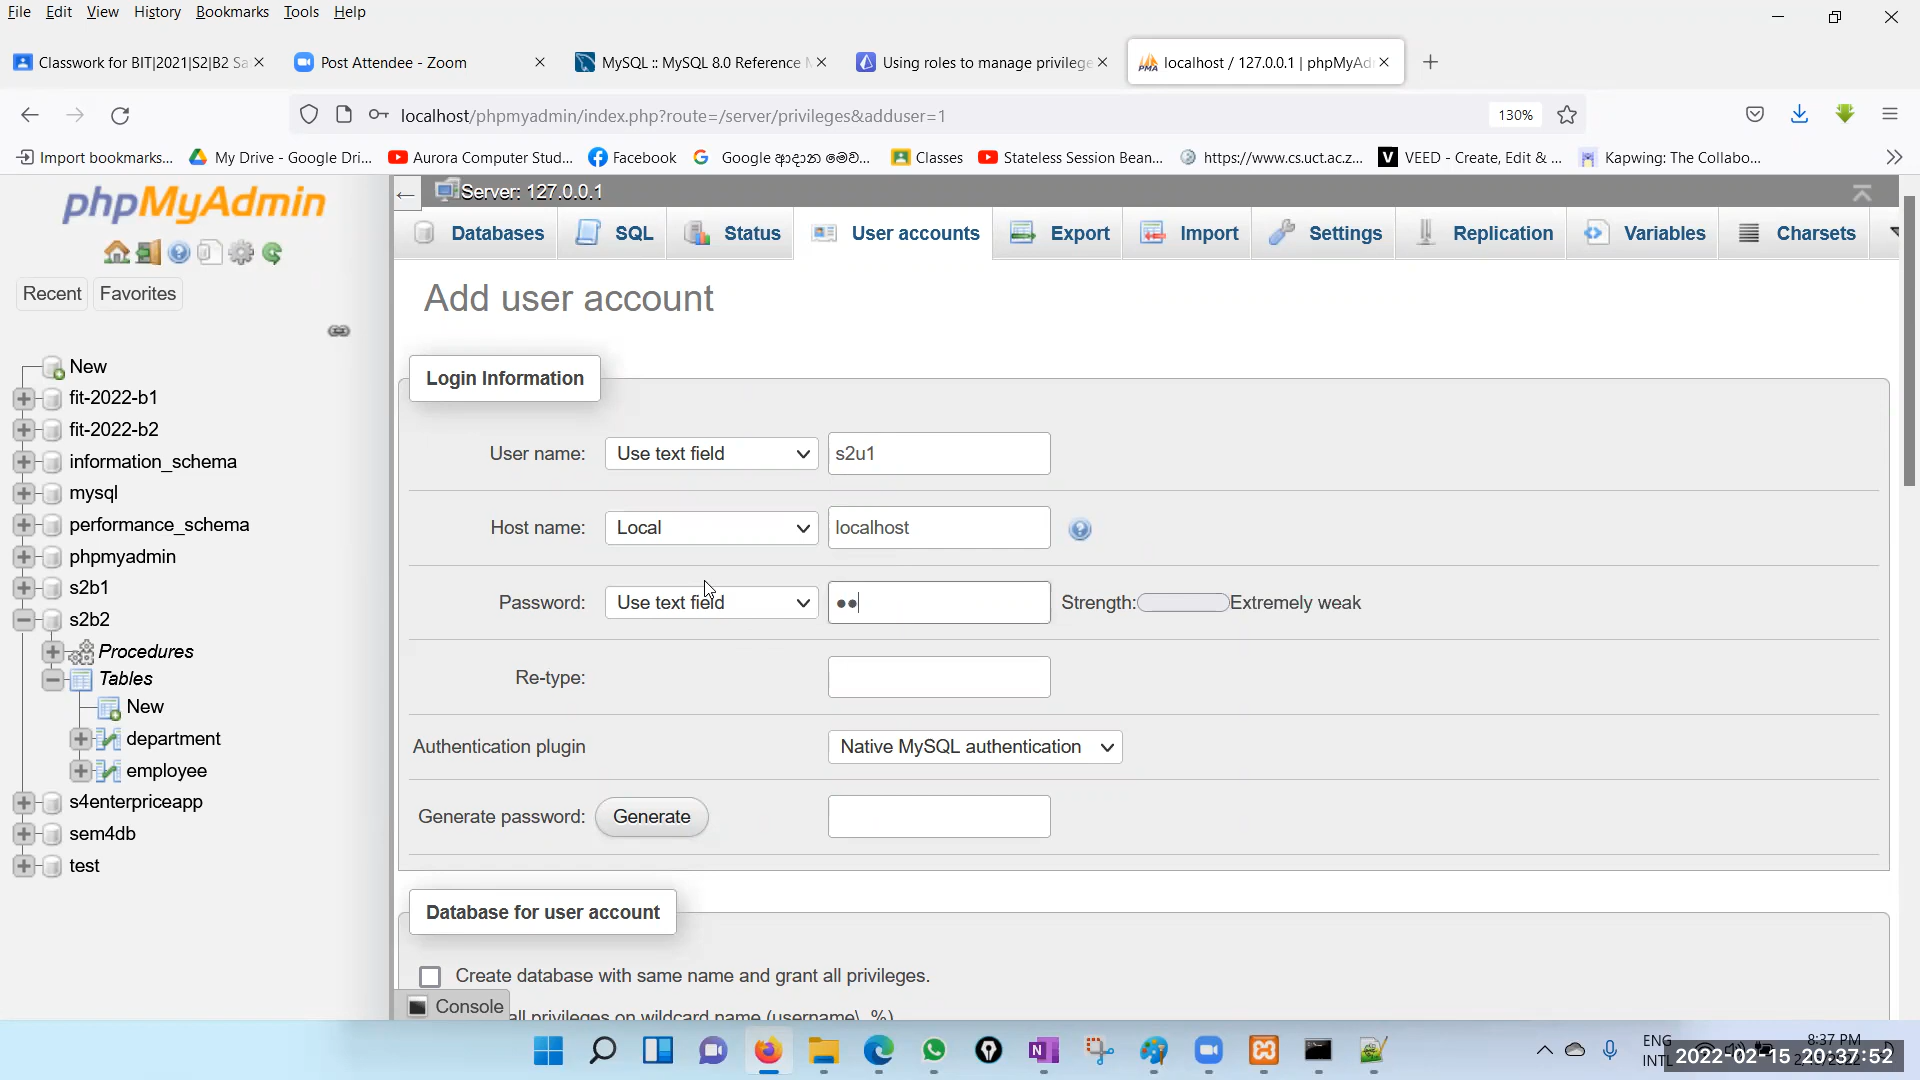 File Edit View History Bookmarks Tools Help
Classwork for BIT|2021|S2|B2 Sa
Post Attendee - Zoom
MySQL :: MySQL 8.0 Reference M
Using roles to manage privilege
localhost / 127.0.0.1 | phpMyAd
localhost/phpmyadmin/index.php?route=/server/privileges&adduser=1
130%
Import bookmarks... My Drive - Google Dri... Aurora Computer Stud... Facebook Google ආදාන මෙව... Classes Stateless Session Bean... https://www.cs.uct.ac.z... VEED - Create, Edit & ... Kapwing: The Collabo...
phpMyAdmin
Recent Favorites
New
fit-2022-b1
fit-2022-b2
information_schema
mysql
performance_schema
phpmyadmin
s2b1
s2b2
Procedures
Tables
New
department
employee
s4enterpriceapp
sem4db
test
Server: 127.0.0.1
Databases SQL Status User accounts Export Import Settings Replication Variables Charsets
Add user account
Login Information
User name: Use text field s2u1
Host name: Local localhost
Password: Use text field Strength: Extremely weak
Re-type:
Authentication plugin Native MySQL authentication
Generate password: Generate
Database for user account
Create database with same name and grant all privileges.
all privileges on wildcard name (username\_%).
Console
ENG
INTL
8:37 PM
2022-02-15 20:37:52